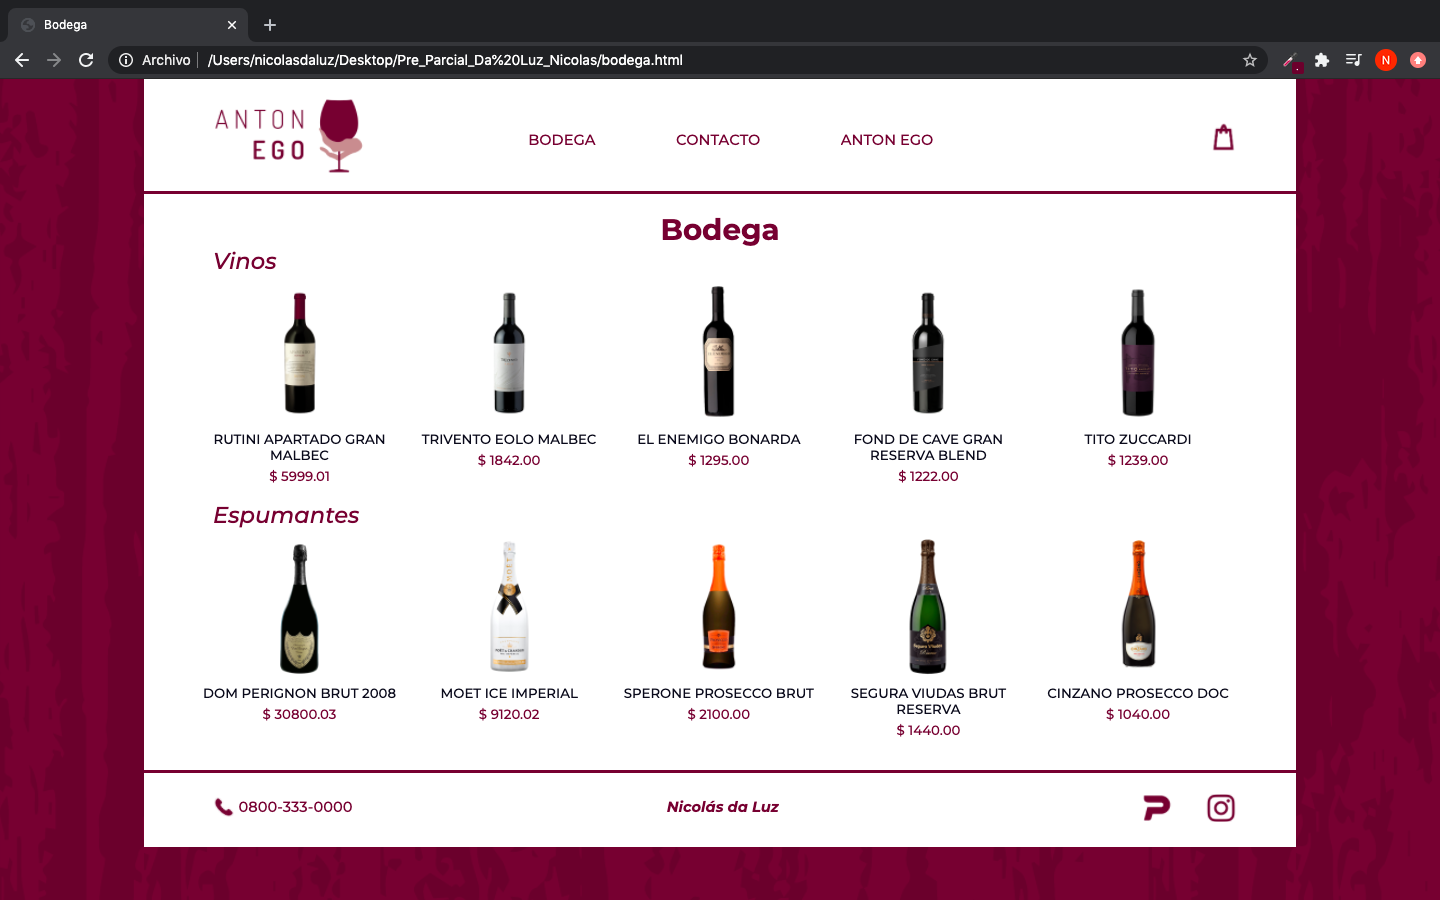 Bodega
Archivo
/Users/nicolasdaluz/Desktop/Pre_Parcial_Da%20Luz_Nicolas/bodega.html
N
ANTON
EGO
BODEGA
CONTACTO
ANTON EGO
Bodega
Vinos
RUTINI APARTADO GRAN
MALBEC
$ 5999.01
TRIVENTO EOLO MALBEC
$ 1842.00
EL ENEMIGO BONARDA
$ 1295.00
FOND DE CAVE GRAN
RESERVA BLEND
$ 1222.00
TITO ZUCCARDI
$ 1239.00
Espumantes
DOM PERIGNON BRUT 2008
$ 30800.03
MOET ICE IMPERIAL
$ 9120.02
SPERONE PROSECCO BRUT
$ 2100.00
SEGURA VIUDAS BRUT
RESERVA
$ 1440.00
CINZANO PROSECCO DOC
$ 1040.00
0800-333-0000
Nicolás da Luz